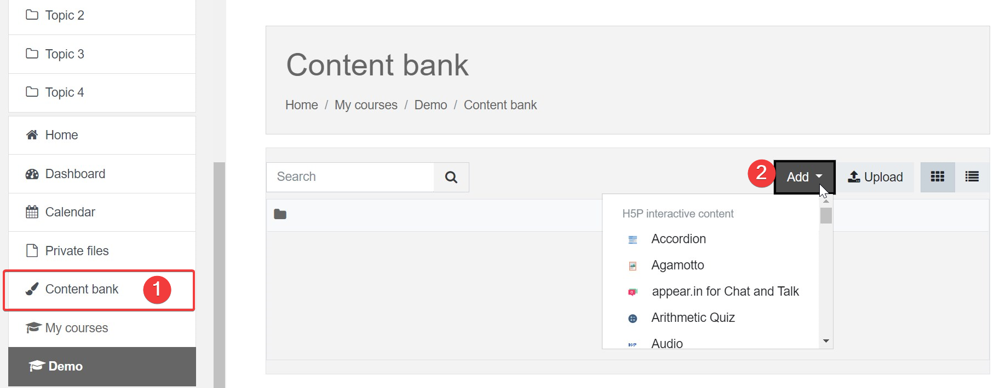 Topic 2
Topic 3
Topic 4
Home
Dashboard
Calendar
Private files
Content bank 1
My courses
Demo
Content bank
Home / My courses / Demo / Content bank
Search
2 Add Upload
H5P interactive content
Accordion
Agamotto
appear.in for Chat and Talk
Arithmetic Quiz
H5P Audio